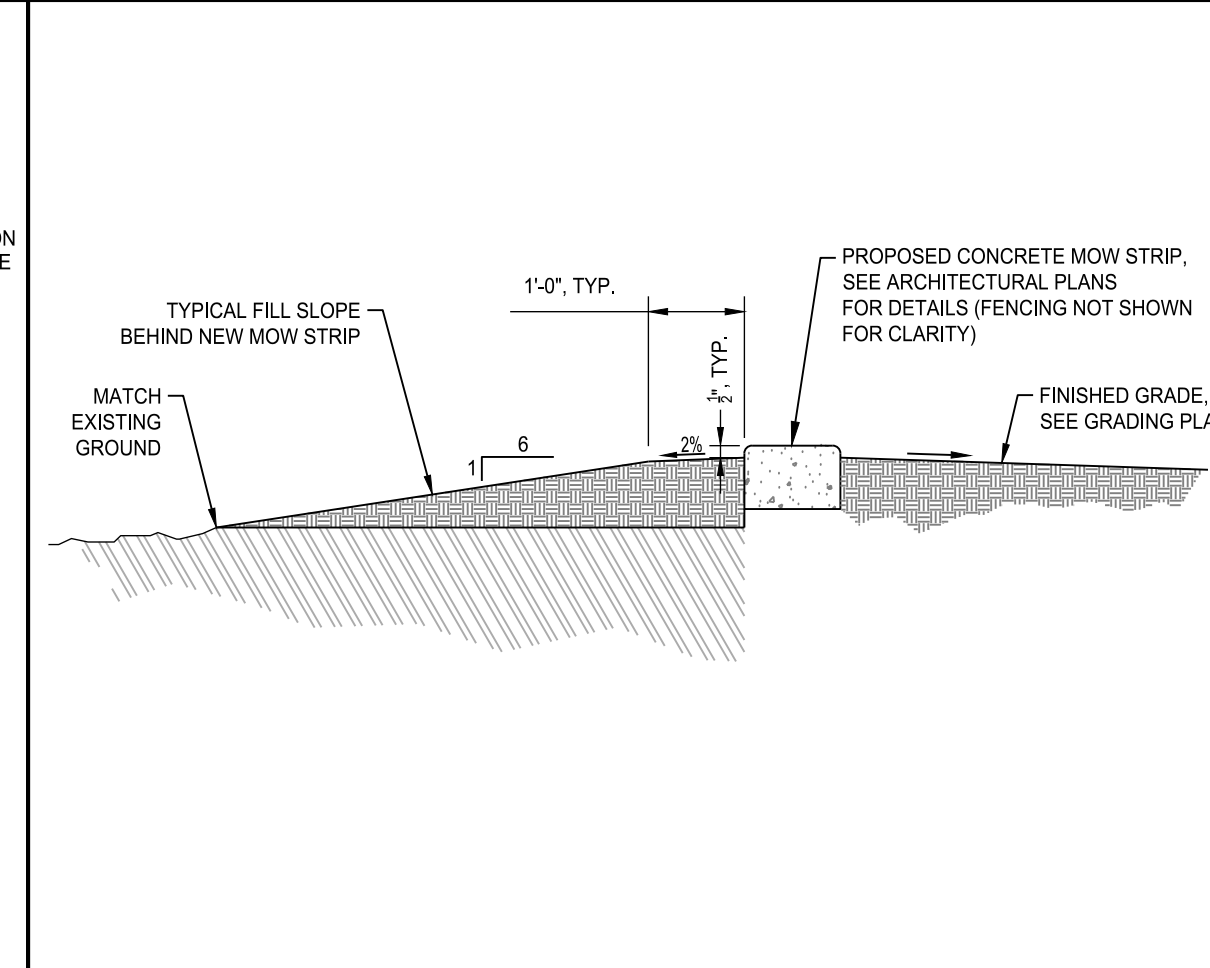 ON
E
TYPICAL FILL SLOPE
BEHIND NEW MOW STRIP
MATCH
EXISTING
GROUND
1'-0", TYP.
1/2", TYP.
PROPOSED CONCRETE MOW STRIP,
SEE ARCHITECTURAL PLANS
FOR DETAILS (FENCING NOT SHOWN
FOR CLARITY)
FINISHED GRADE,
SEE GRADING PLA
6
1
2%